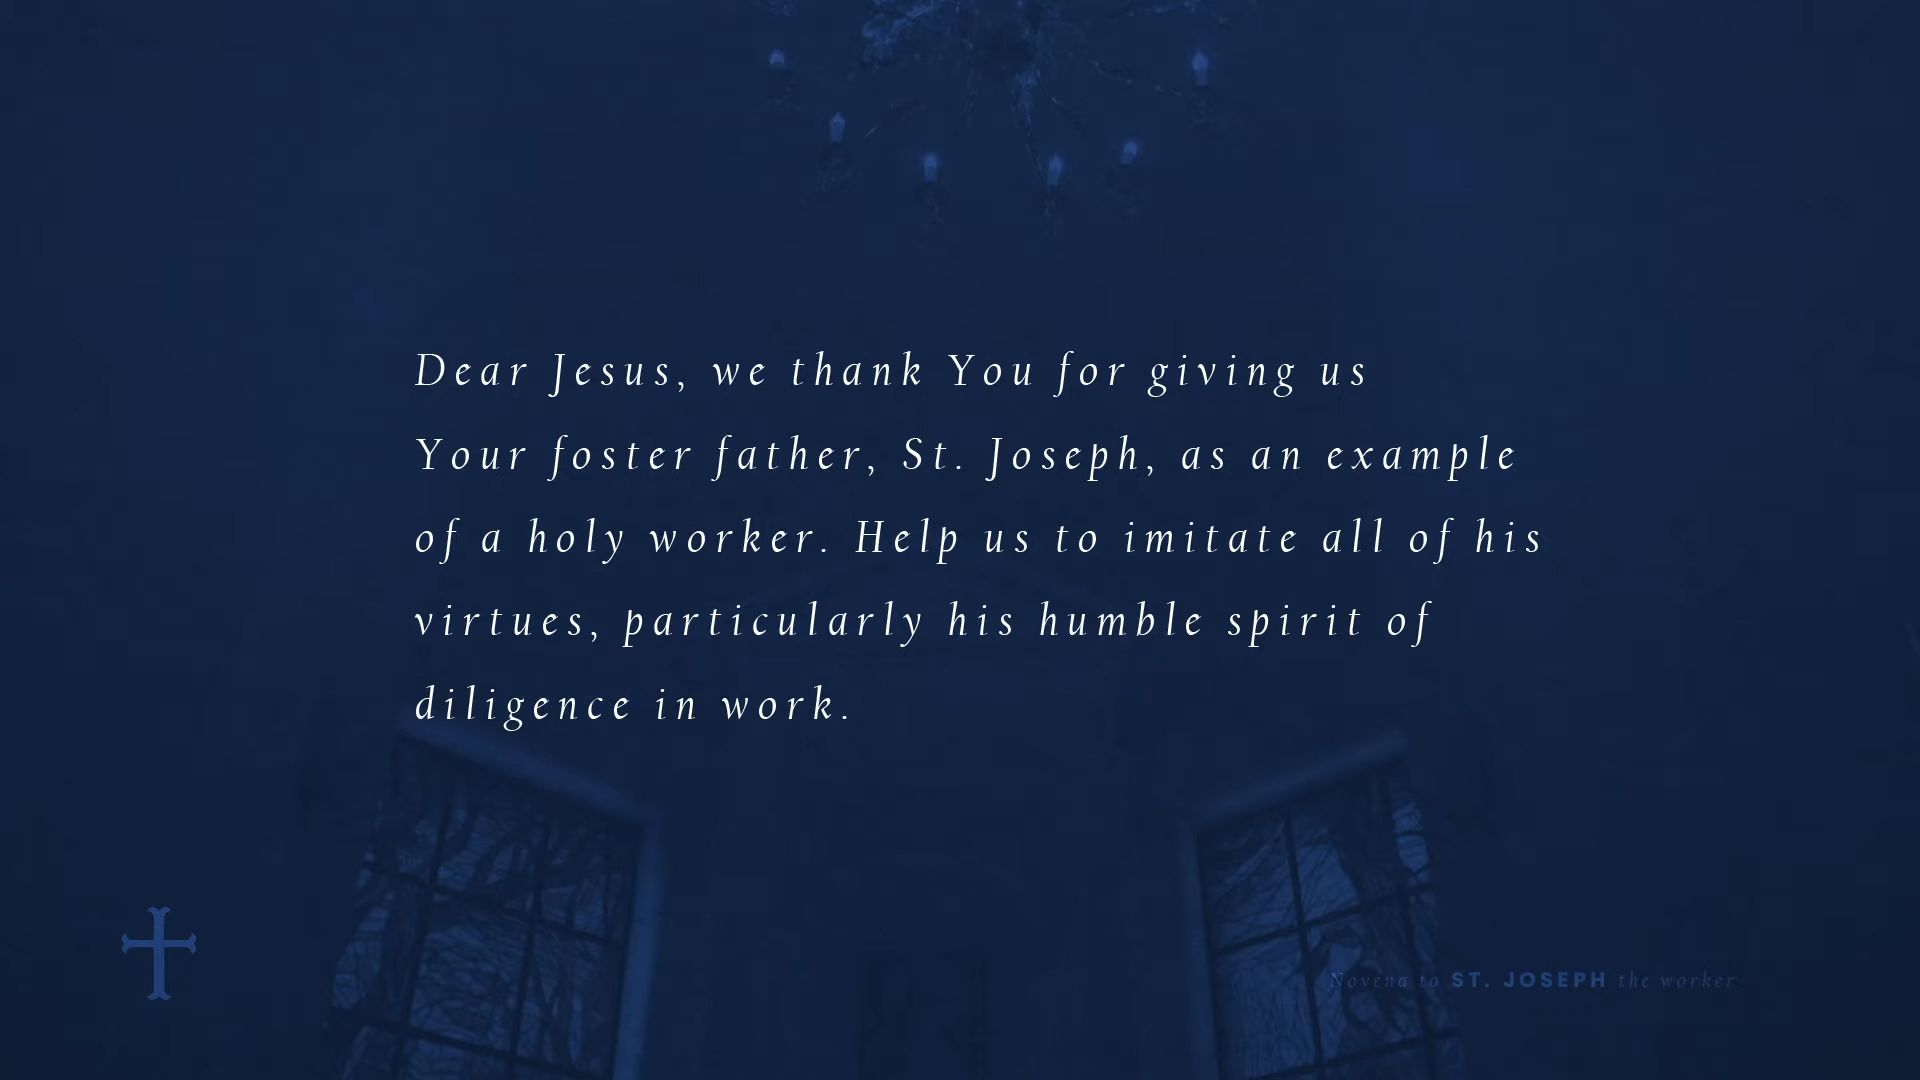 Dear Jesus, we thank You for giving us
Your foster father, St. Joseph, as an example
of a holy worker. Help us to imitate all of his
virtues, particularly his humble spirit of
diligence in work.
Novena to ST. JOSEPH the worker